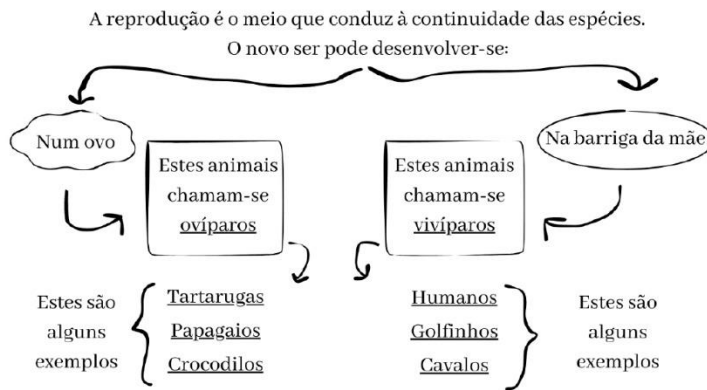 A reprodução é o meio que conduz à continuidade das espécies.
O novo ser pode desenvolver-se:
Num ovo
Na barriga da mãe
Estes animais
chamam-se
ovíparos
Estes animais
chamam-se
vivíparos
Estes são
alguns
exemplos
Tartarugas
Papagaios
Crocodilos
Humanos
Golfinhos
Cavalos
Estes são
alguns
exemplos